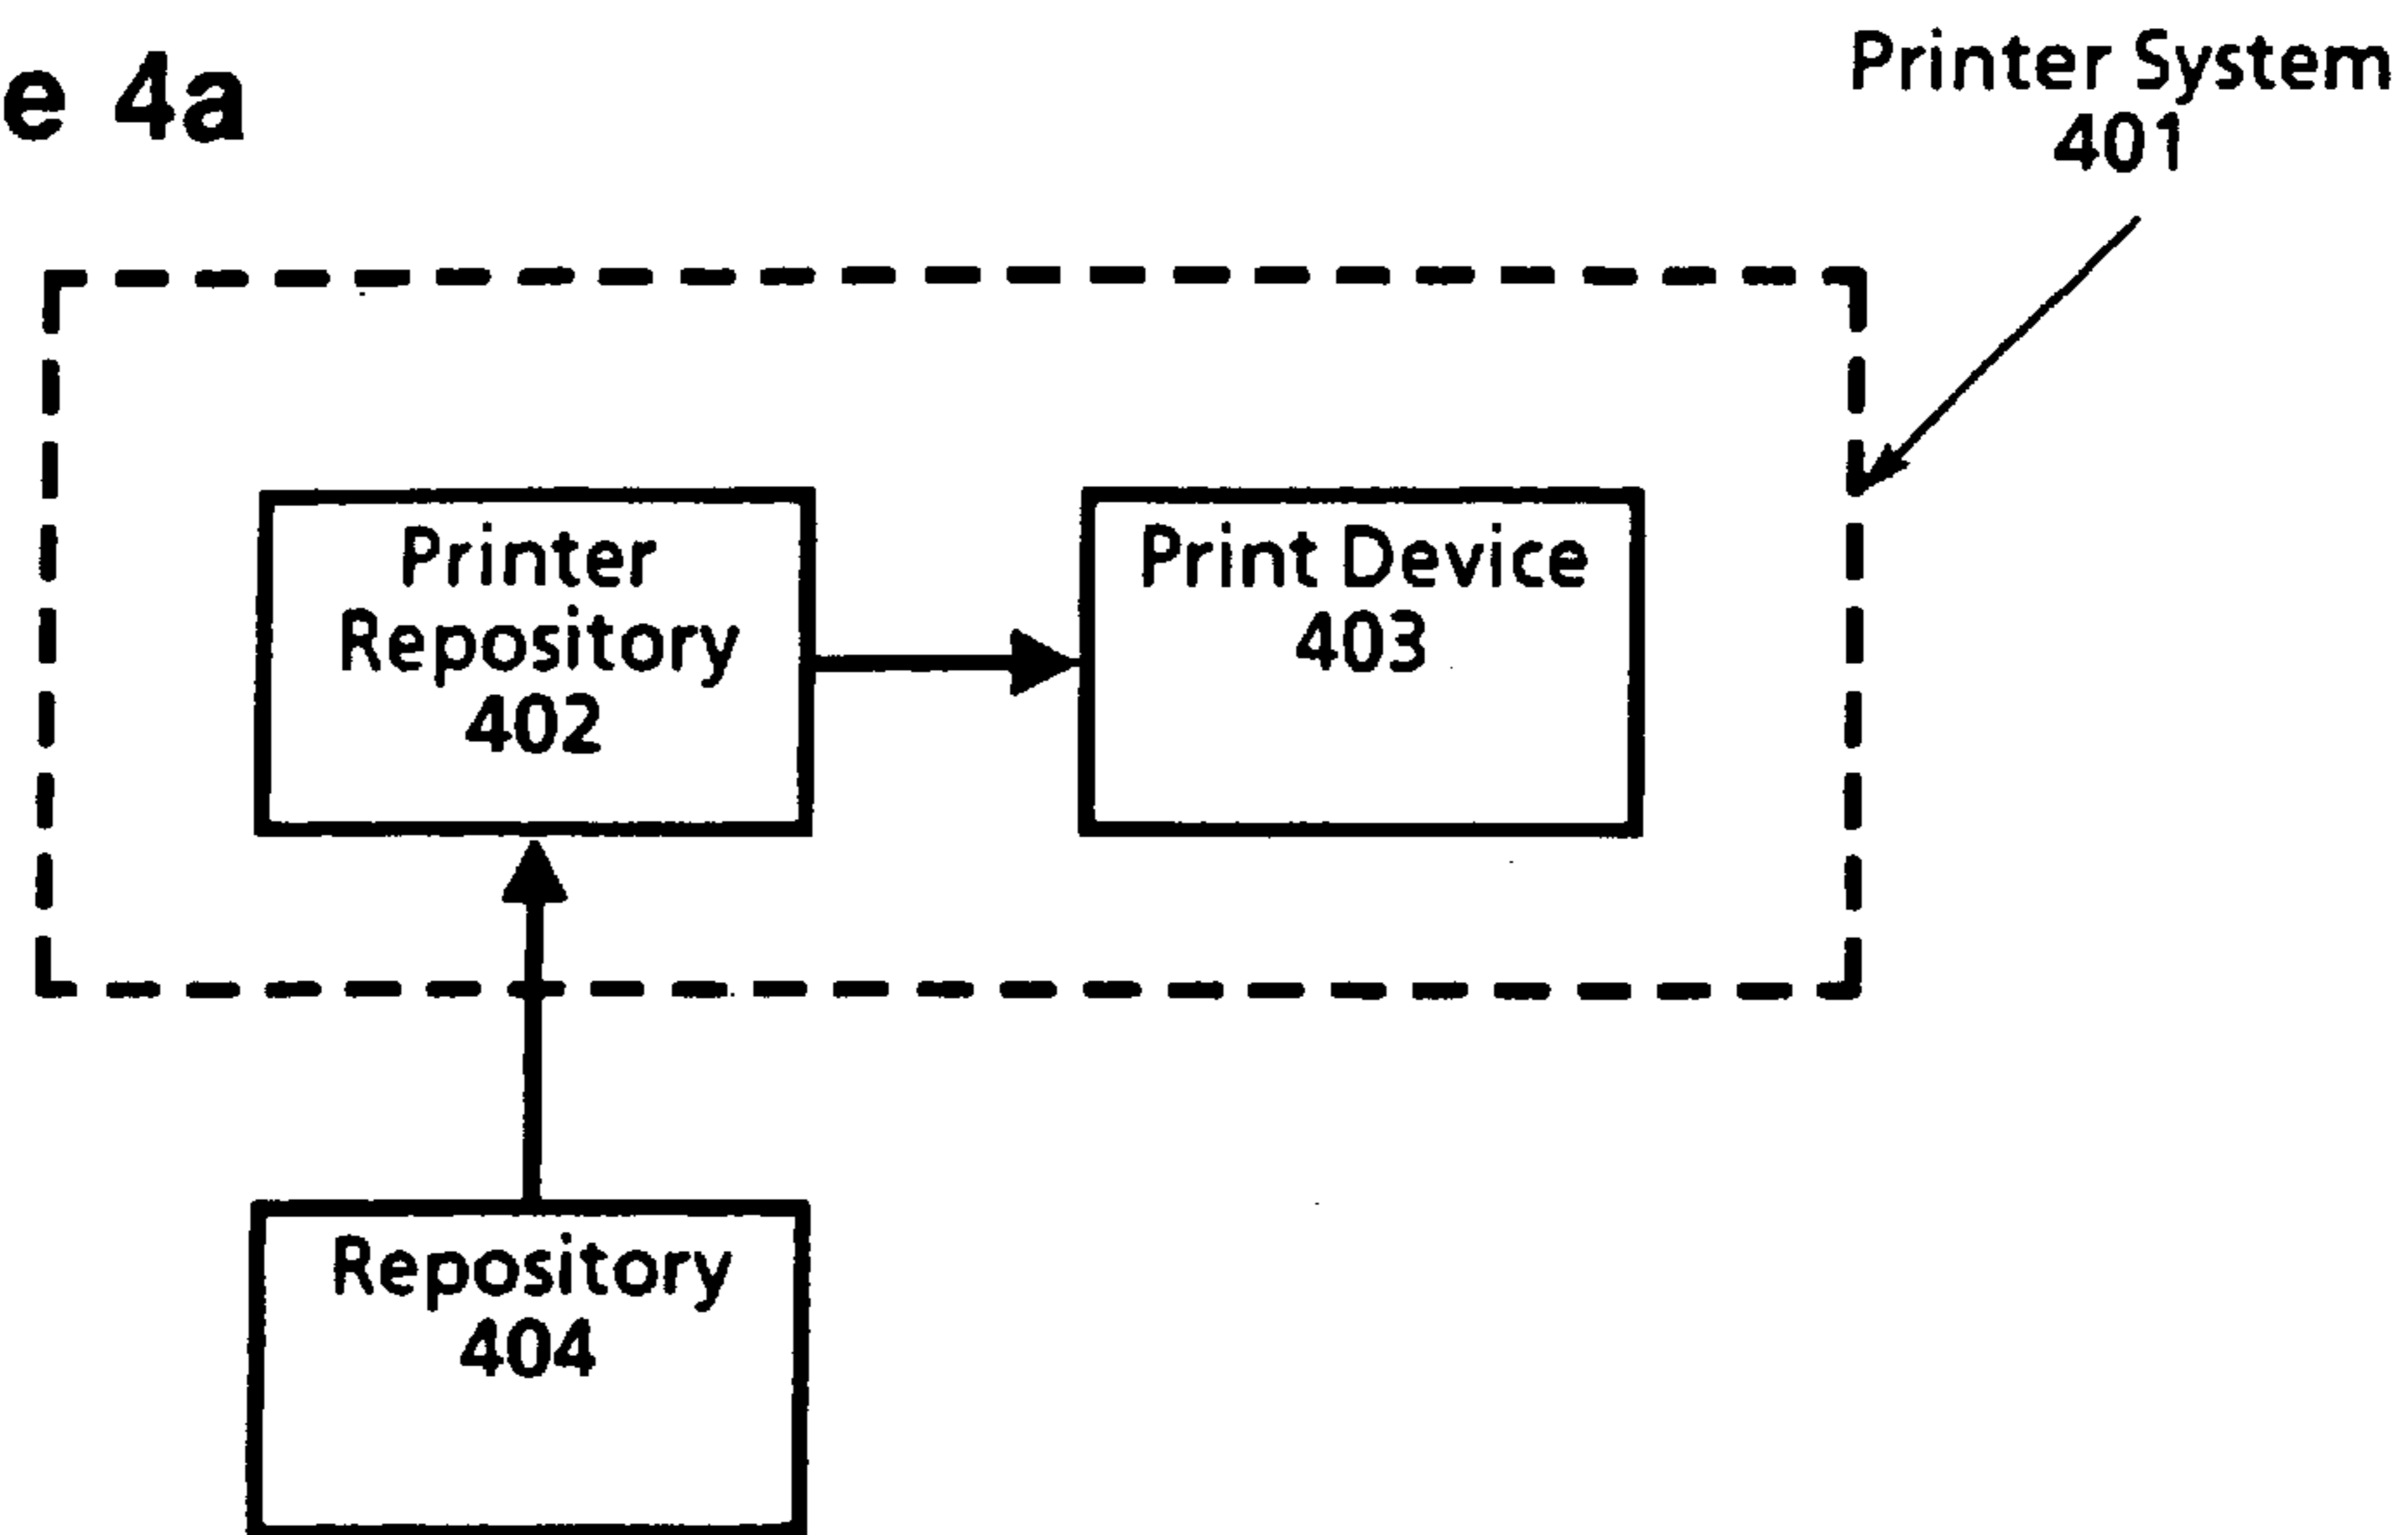 e 4a
Printer System
401
Printer
Repository
402
Print Device
403
Repository
404